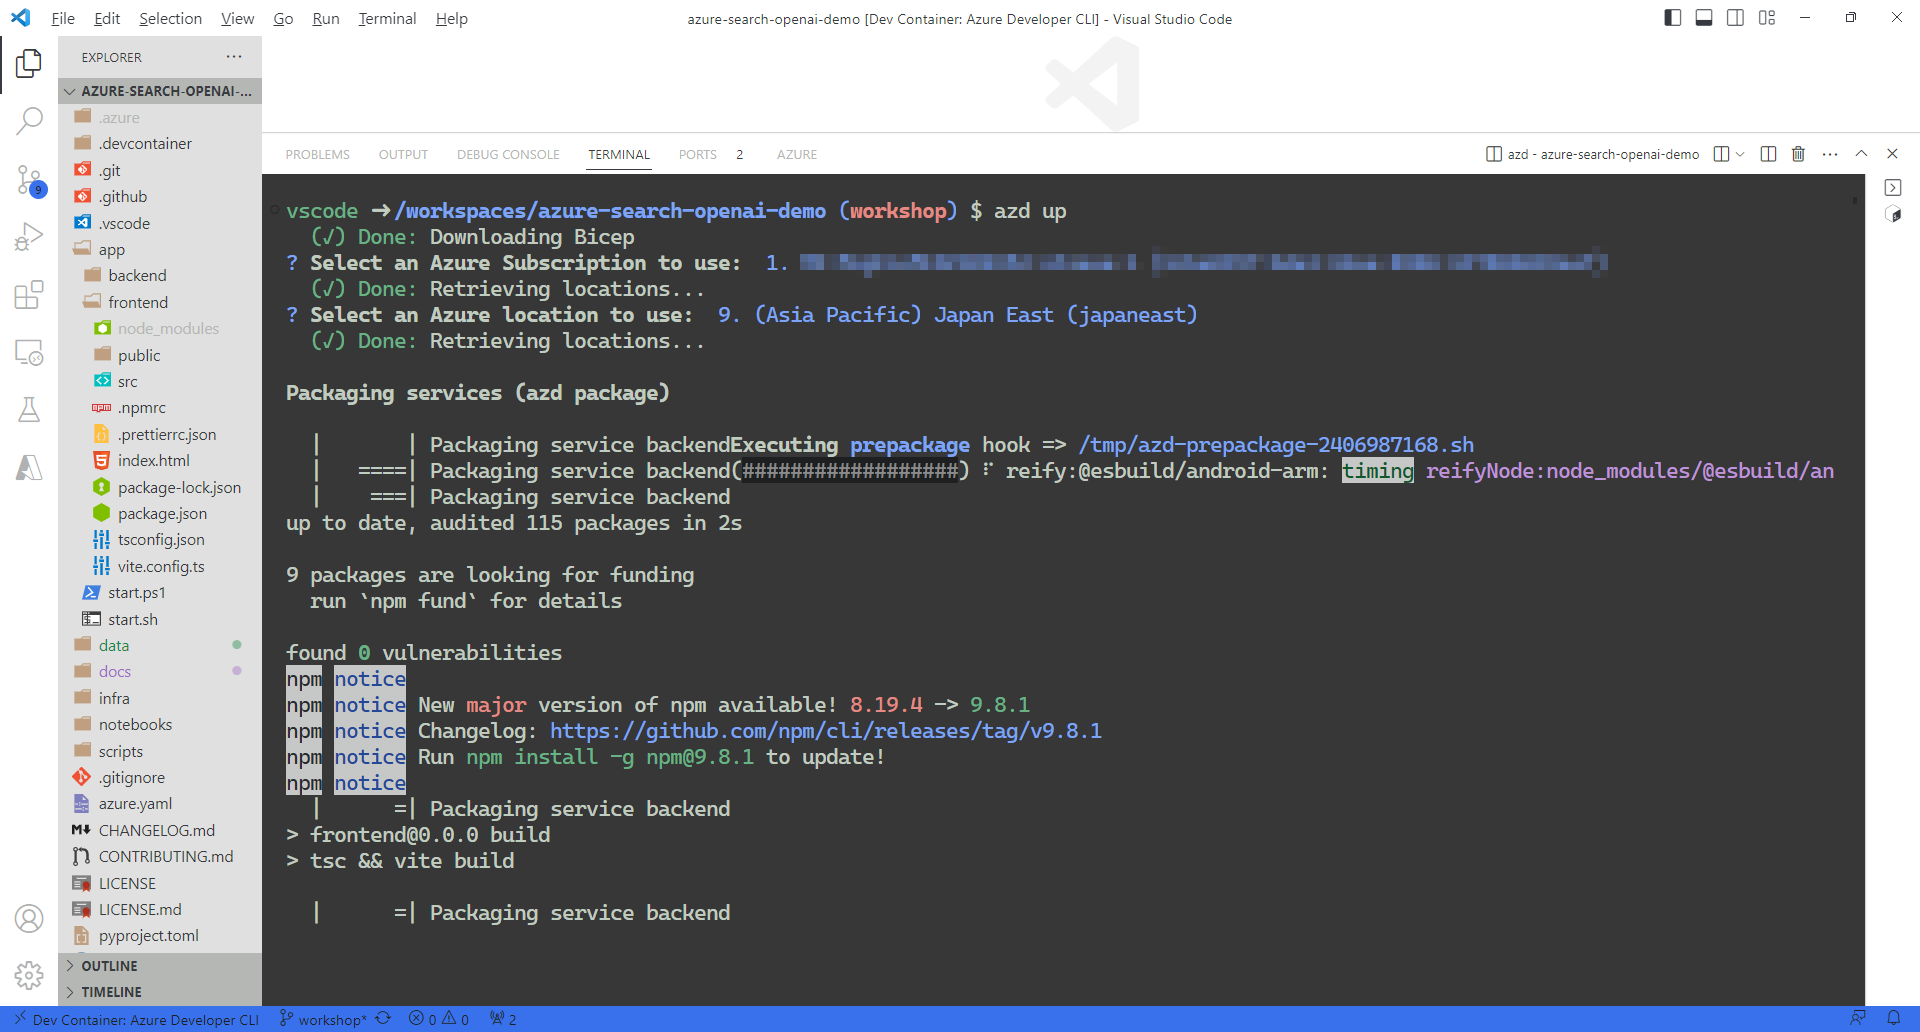 File Edit Selection View Go Run Terminal Help
azure-search-openai-demo [Dev Container: Azure Developer CLI] - Visual Studio Code
EXPLORER
AZURE-SEARCH-OPENAI-...
.azure
.devcontainer
.git
.github
.vscode
app
backend
frontend
node_modules
public
src
.npmrc
.prettierrc.json
index.html
package-lock.json
package.json
tsconfig.json
vite.config.ts
start.ps1
start.sh
data
docs
infra
notebooks
scripts
.gitignore
azure.yaml
CHANGELOG.md
CONTRIBUTING.md
LICENSE
LICENSE.md
pyproject.toml
OUTLINE
TIMELINE
9
PROBLEMS OUTPUT DEBUG CONSOLE TERMINAL PORTS 2 AZURE
azd - azure-search-openai-demo
vscode ➜/workspaces/azure-search-openai-demo (workshop) $ azd up
(✓) Done: Downloading Bicep
? Select an Azure Subscription to use: 1.
(✓) Done: Retrieving locations...
? Select an Azure location to use: 9. (Asia Pacific) Japan East (japaneast)
(✓) Done: Retrieving locations...
Packaging services (azd package)
|       | Packaging service backendExecuting prepackage hook => /tmp/azd-prepackage-2406987168.sh
|   ====| Packaging service backend(##################) ⠏ reify:@esbuild/android-arm: timing reifyNode:node_modules/@esbuild/an
|    ===| Packaging service backend
up to date, audited 115 packages in 2s
9 packages are looking for funding
run `npm fund` for details
found 0 vulnerabilities
npm notice
npm notice New major version of npm available! 8.19.4 -> 9.8.1
npm notice Changelog: https://github.com/npm/cli/releases/tag/v9.8.1
npm notice Run npm install -g npm@9.8.1 to update!
npm notice
|      =| Packaging service backend
> frontend@0.0.0 build
> tsc && vite build
|      =| Packaging service backend
Dev Container: Azure Developer CLI workshop* 0 0 2